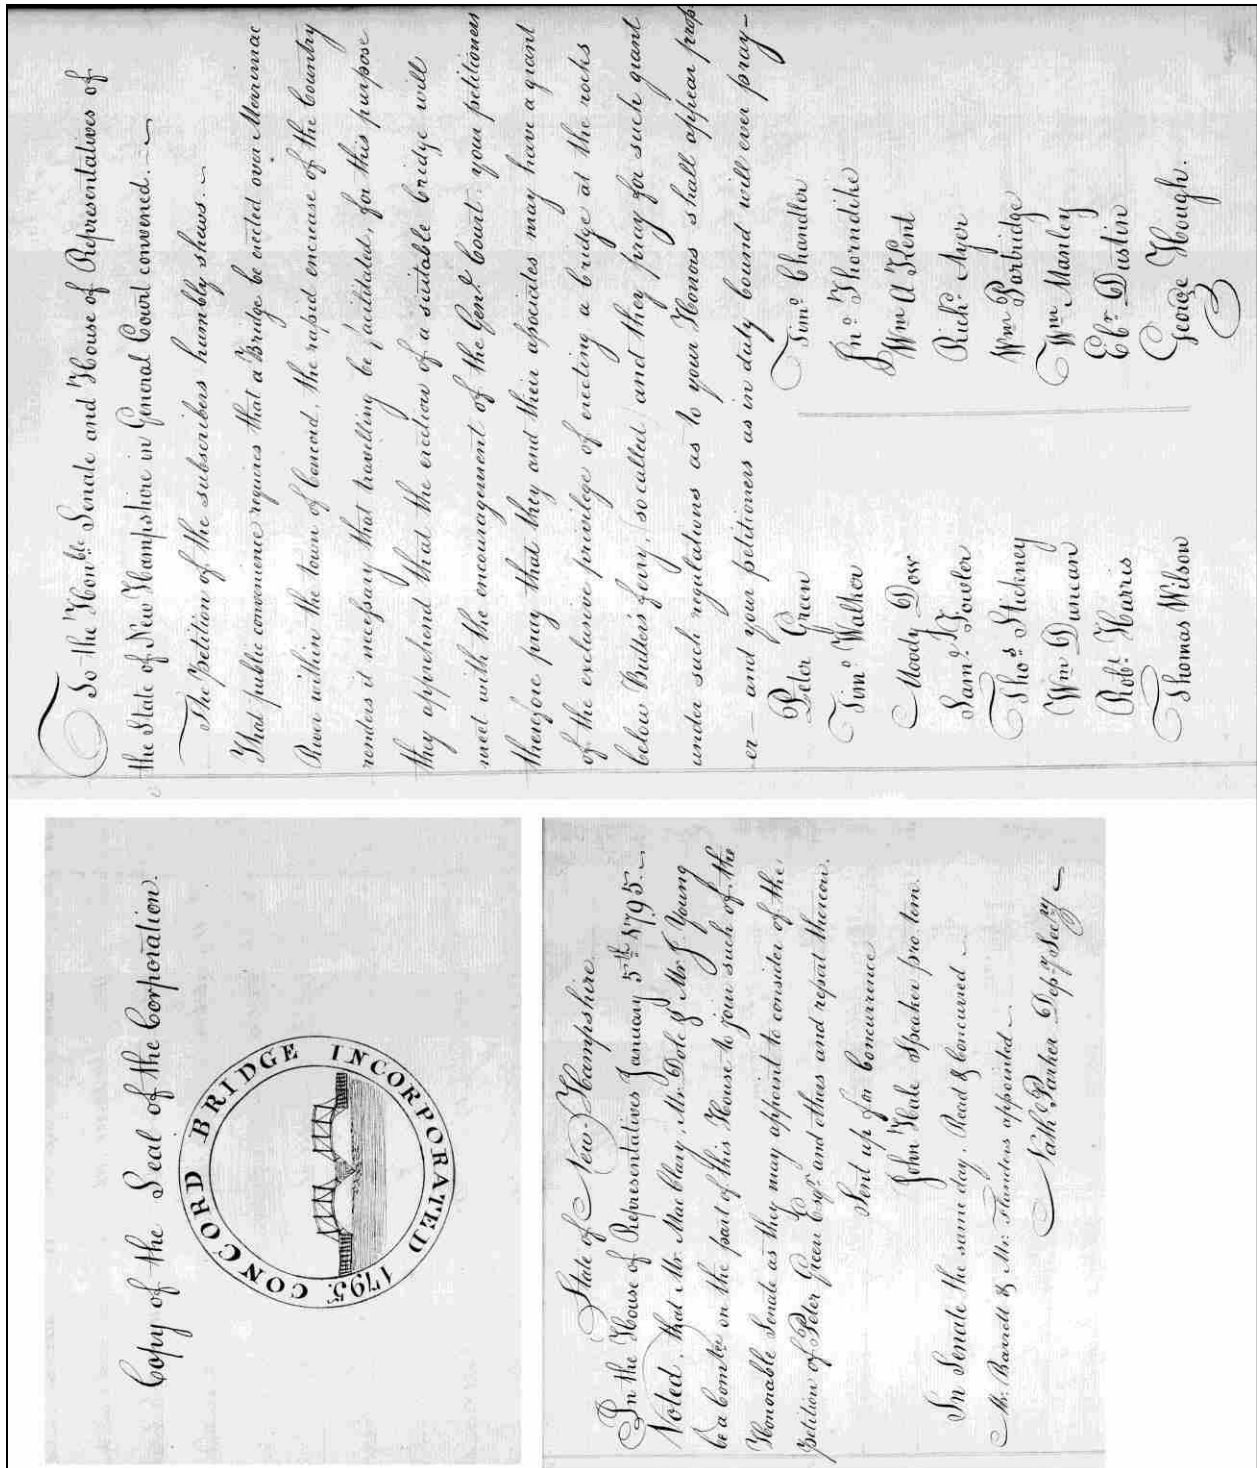 To the Hon.ble Senate and House of Representatives of
the State of New Hampshire in General Court convened.
The Petition of the subscribers humbly shews.
That public convenience requires that a Bridge be erected over Merrimac
River within the town of Concord, the rapid encrease of the Country
renders it necessary that travelling be facilitated, for this purpose
they apprehend that the erection of a suitable bridge will
meet with the encouragement of the Genl. Court. your petitioners
therefore pray that they and their associates may have a grant
of the exclusive privilege of erecting a bridge at the rocks
below Butler's ferry, (so called) and they pray for such grant
under such regulations as to your Honors shall appear prop
-er— and your petitioners as in duty bound will ever pray—
Peter Green
Timo. Walker
Moody Dow
Saml. Fowler
Thos. Stickney
Wm Duncan
Robt. Harris
Thomas Wilson
Timo. Chandler
Jno. Thorndike
Wm A Kent
Richd. Ayer
Wm Partridge
Wm Manley
Ebr. Dustin
George Hough.
Copy of the Seal of the Corporation.
CONCORD BRIDGE INCORPORATED 1795.
State of New-Hampshire
In the House of Representatives January 5th 1795.
Voted, that Mr. Mac Clary, Mr. Dole & Mr J. Young
be a Comtee on the part of this House to join such of the
Honorable Senate as they may appoint to consider of the
petition of Peter Green Esqr. and others and report thereon.
Send up for Concurrence
John Hale Speaker pro. tem.
In Senate the same day. Read & Concurred
Mr. Barrett & Mr. Flanders appointed
Nathl. Parker Depy Secry